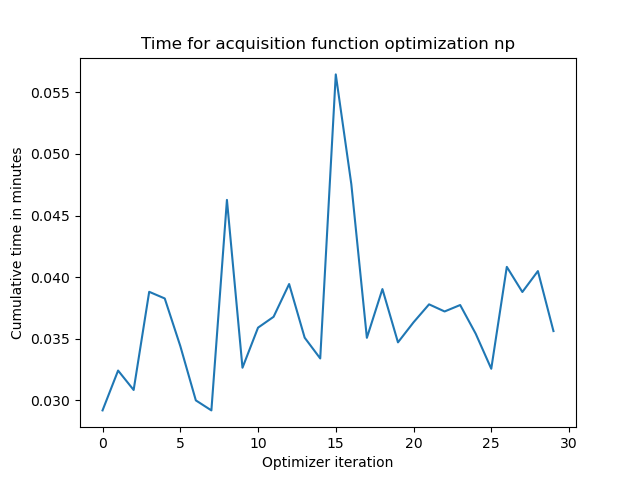 Time for acquisition function optimization np
0.055
0.050
0.045
0.040
0.035
0.030
Cumulative time in minutes
0 5 10 15 20 25 30
Optimizer iteration